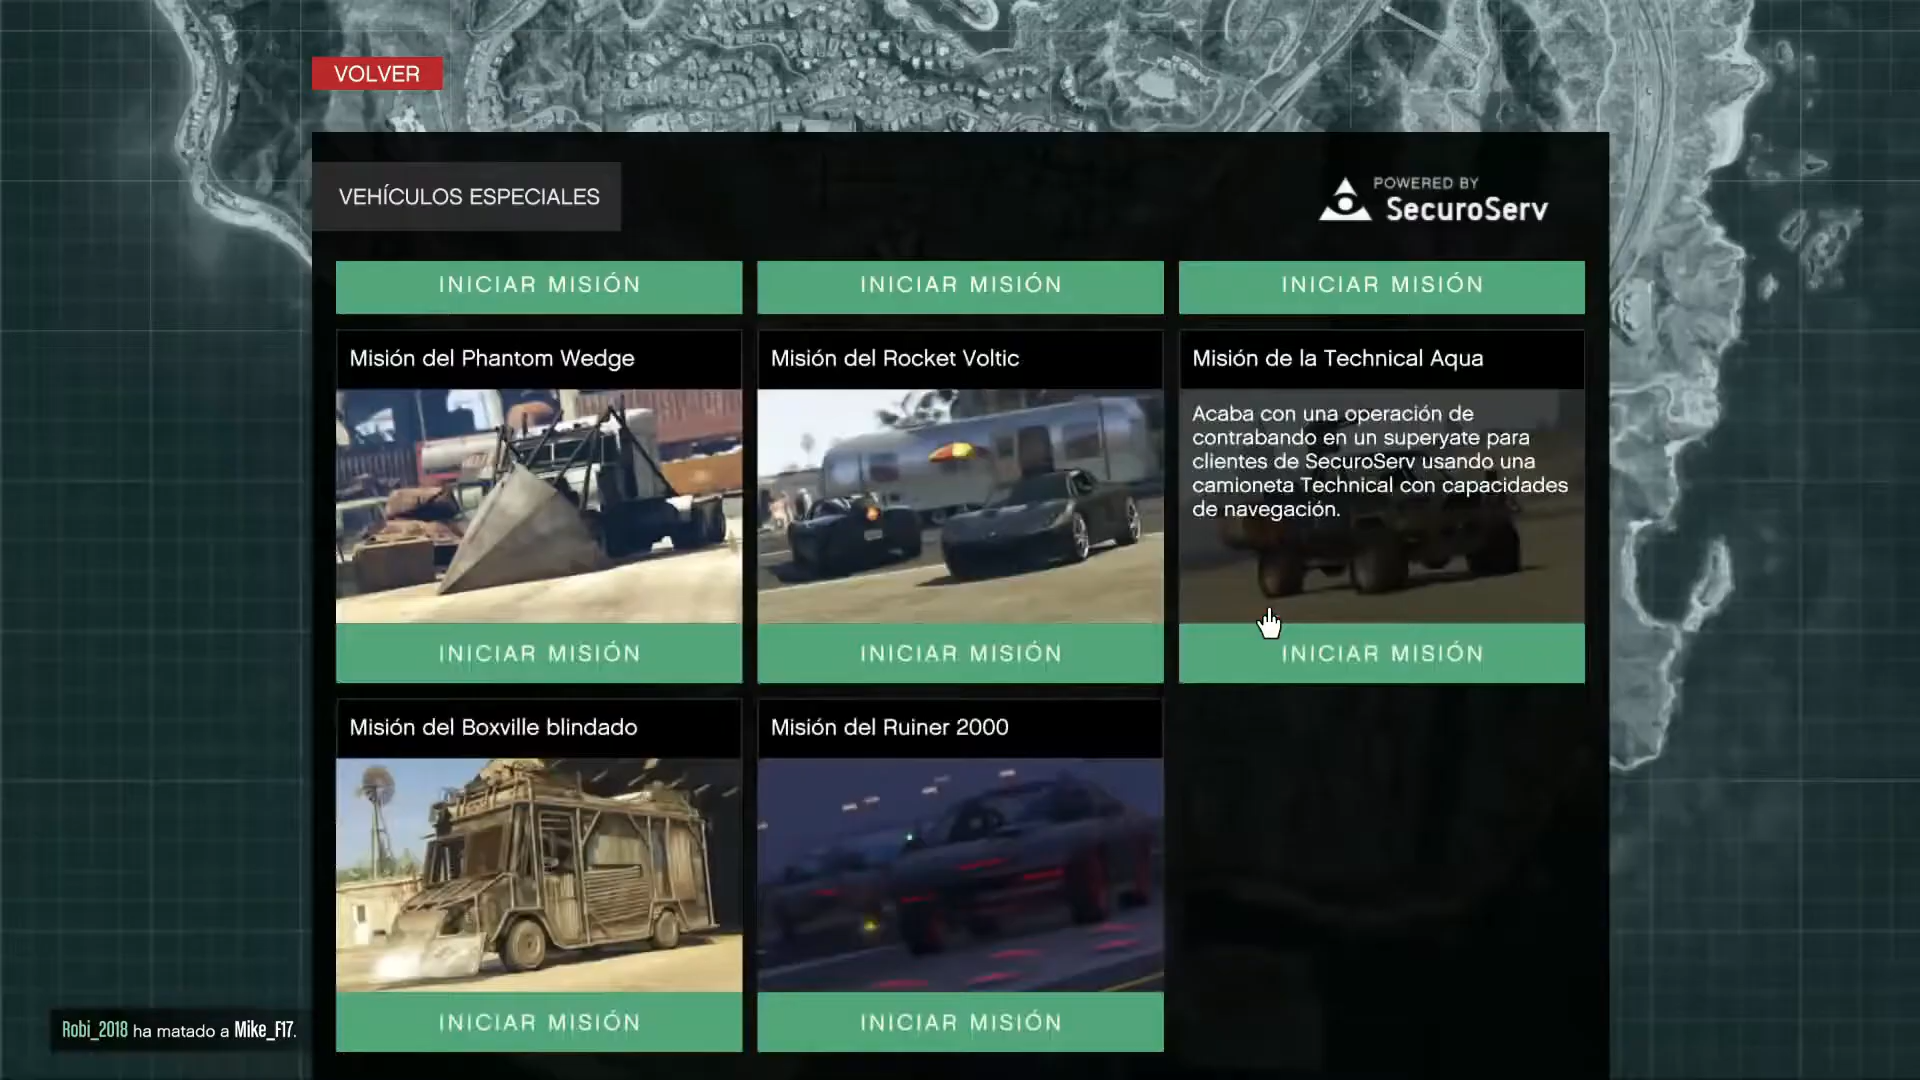 VOLVER
VEHÍCULOS ESPECIALES
POWERED BY
SecuroServ
INICIAR MISIÓN
INICIAR MISIÓN
INICIAR MISIÓN
Misión del Phantom Wedge
Misión del Rocket Voltic
Misión de la Technical Aqua
Acaba con una operación de
contrabando en un superyate para
clientes de SecuroServ usando una
camioneta Technical con capacidades
de navegación.
INICIAR MISIÓN
INICIAR MISIÓN
INICIAR MISIÓN
Misión del Boxville blindado
Misión del Ruiner 2000
INICIAR MISIÓN
INICIAR MISIÓN
Robi_2018 ha matado a Mike_F17.